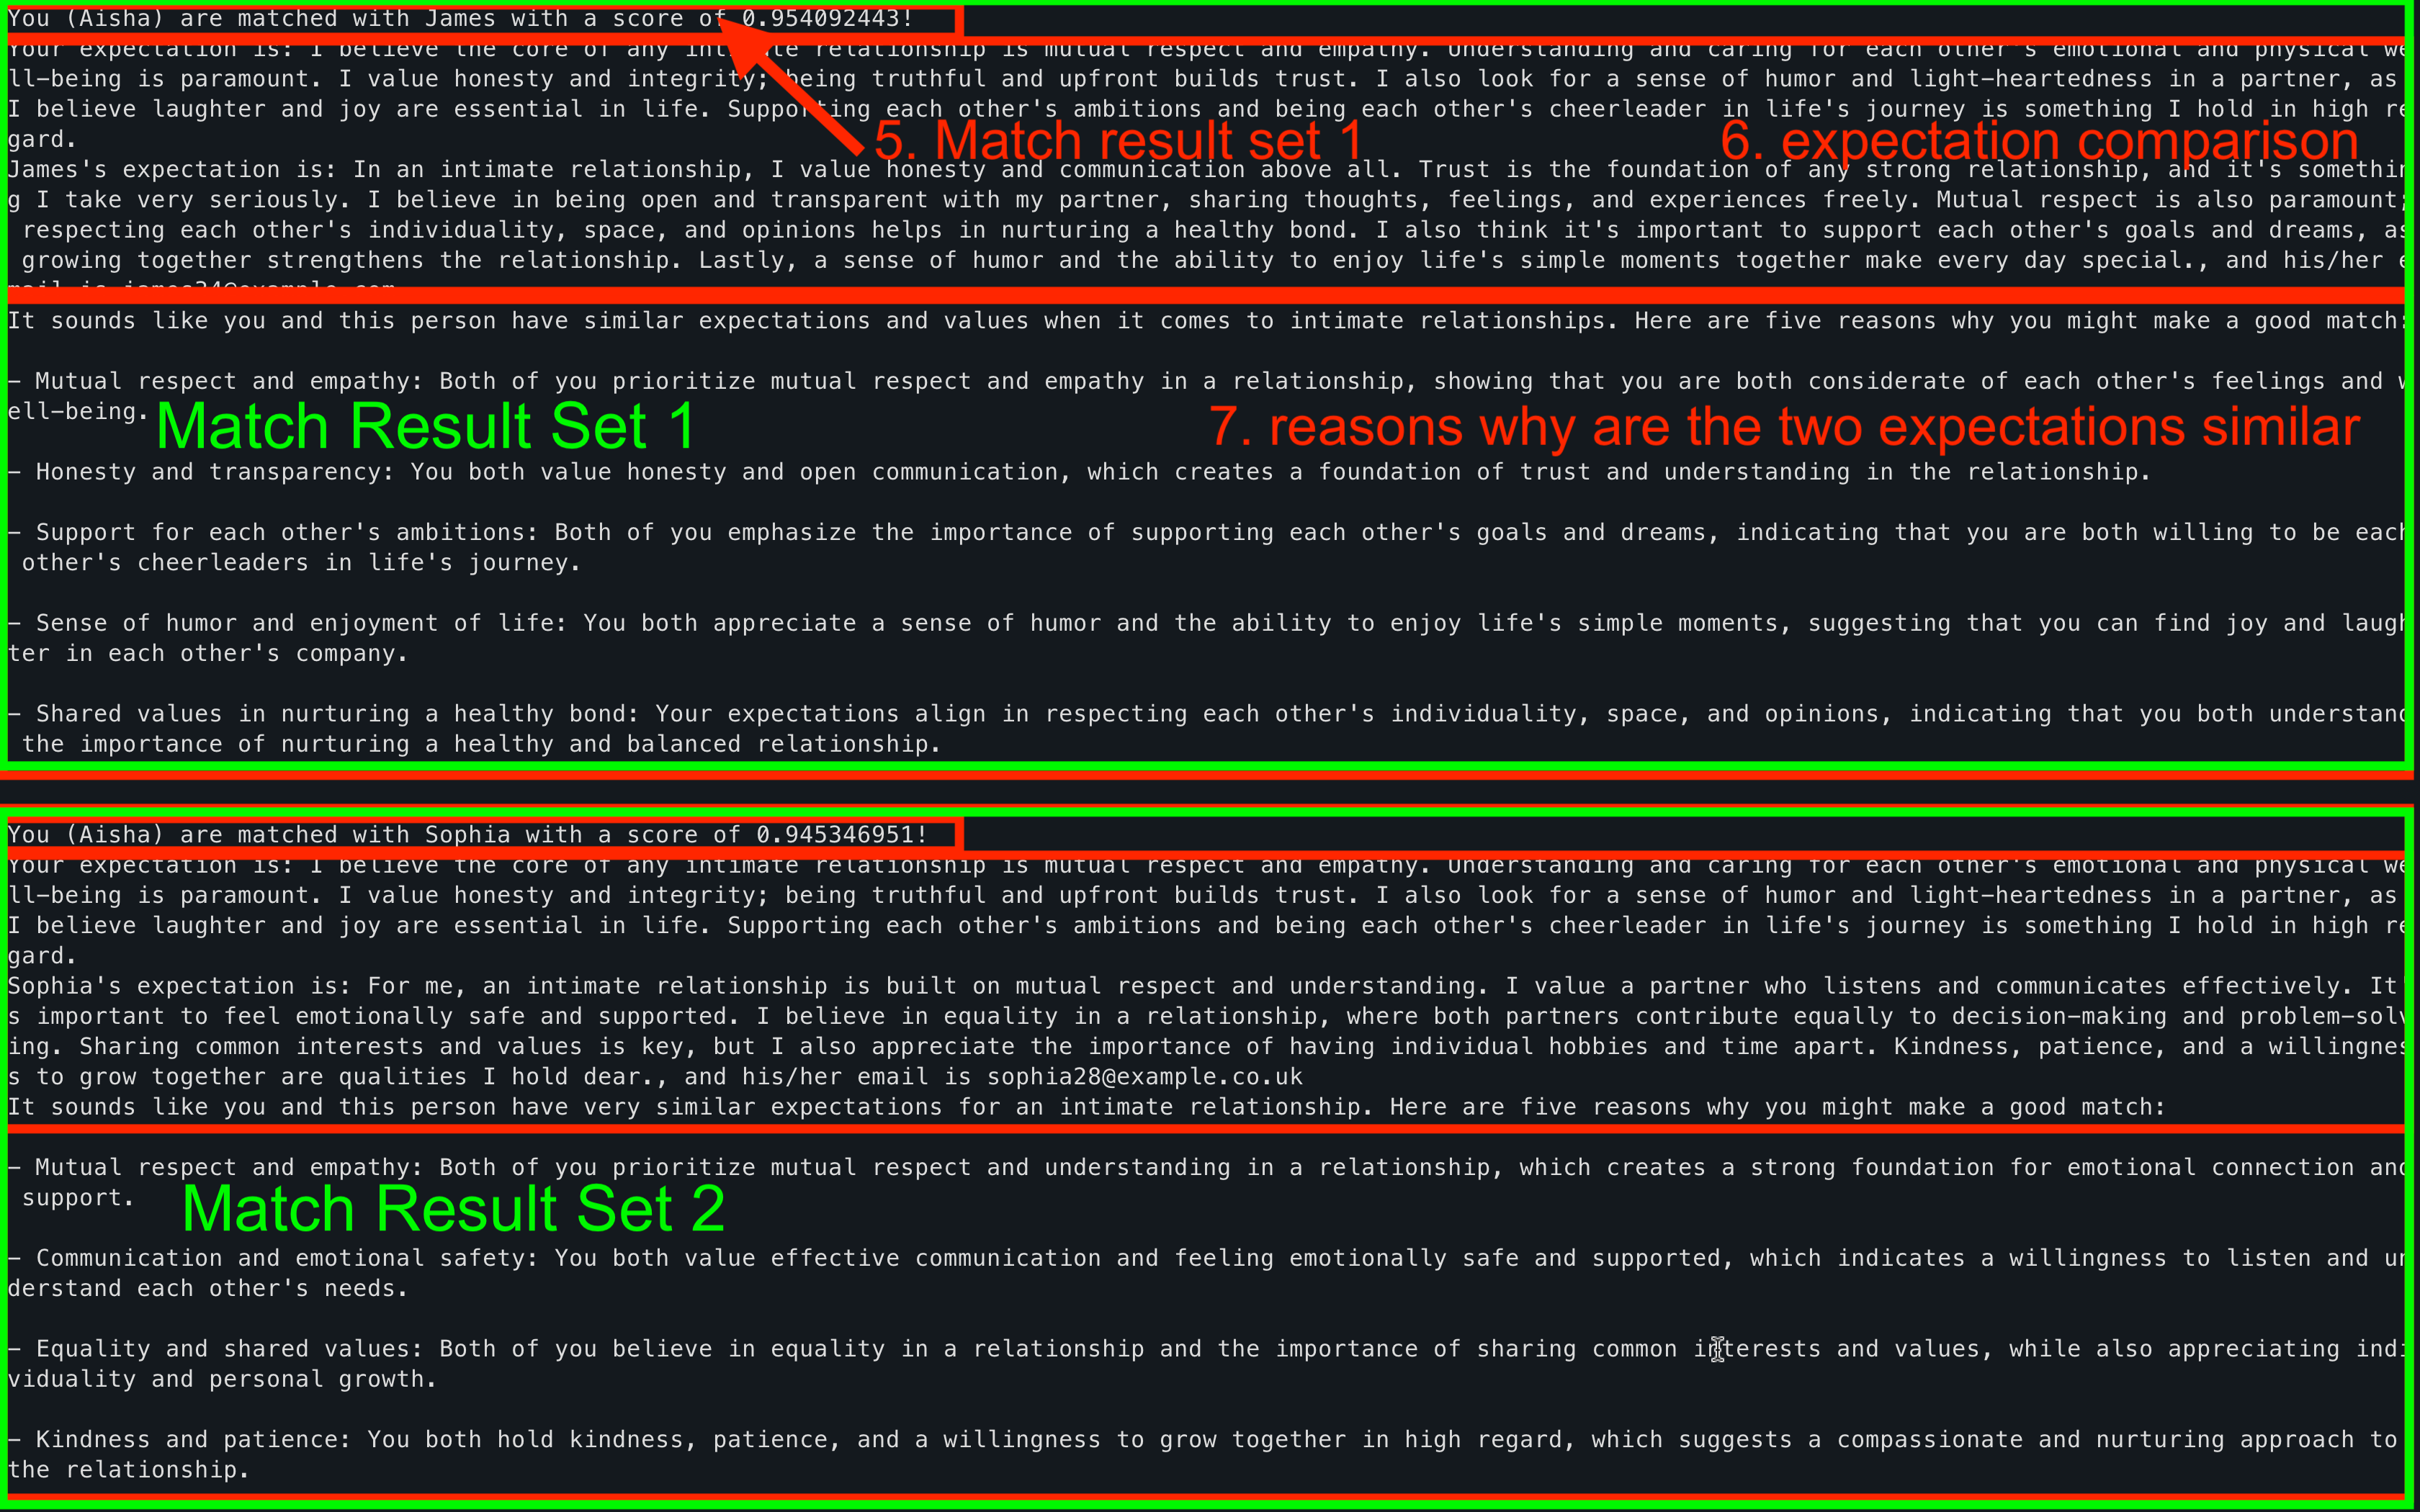 You (Aisha) are matched with James with a score of 0.954092443!
Your expectation is: I believe the core of any intimate relationship is mutual respect and empathy. Understanding and caring for each other's emotional and physical we
ll-being is paramount. I value honesty and integrity; being truthful and upfront builds trust. I also look for a sense of humor and light-heartedness in a partner, as
I believe laughter and joy are essential in life. Supporting each other's ambitions and being each other's cheerleader in life's journey is something I hold in high re
gard.
5. Match result set 1
6. expectation comparison
James's expectation is: In an intimate relationship, I value honesty and communication above all. Trust is the foundation of any strong relationship, and it's somethin
g I take very seriously. I believe in being open and transparent with my partner, sharing thoughts, feelings, and experiences freely. Mutual respect is also paramount;
respecting each other's individuality, space, and opinions helps in nurturing a healthy bond. I also think it's important to support each other's goals and dreams, as
growing together strengthens the relationship. Lastly, a sense of humor and the ability to enjoy life's simple moments together make every day special., and his/her e
mail is james34@example.com
It sounds like you and this person have similar expectations and values when it comes to intimate relationships. Here are five reasons why you might make a good match:
– Mutual respect and empathy: Both of you prioritize mutual respect and empathy in a relationship, showing that you are both considerate of each other's feelings and w
ell-being.
Match Result Set 1
7. reasons why are the two expectations similar
– Honesty and transparency: You both value honesty and open communication, which creates a foundation of trust and understanding in the relationship.
– Support for each other's ambitions: Both of you emphasize the importance of supporting each other's goals and dreams, indicating that you are both willing to be each
other's cheerleaders in life's journey.
– Sense of humor and enjoyment of life: You both appreciate a sense of humor and the ability to enjoy life's simple moments, suggesting that you can find joy and laugh
ter in each other's company.
– Shared values in nurturing a healthy bond: Your expectations align in respecting each other's individuality, space, and opinions, indicating that you both understand
the importance of nurturing a healthy and balanced relationship.
You (Aisha) are matched with Sophia with a score of 0.945346951!
Your expectation is: I believe the core of any intimate relationship is mutual respect and empathy. Understanding and caring for each other's emotional and physical we
ll-being is paramount. I value honesty and integrity; being truthful and upfront builds trust. I also look for a sense of humor and light-heartedness in a partner, as
I believe laughter and joy are essential in life. Supporting each other's ambitions and being each other's cheerleader in life's journey is something I hold in high re
gard.
Sophia's expectation is: For me, an intimate relationship is built on mutual respect and understanding. I value a partner who listens and communicates effectively. It'
s important to feel emotionally safe and supported. I believe in equality in a relationship, where both partners contribute equally to decision-making and problem-solv
ing. Sharing common interests and values is key, but I also appreciate the importance of having individual hobbies and time apart. Kindness, patience, and a willingnes
s to grow together are qualities I hold dear., and his/her email is sophia28@example.co.uk
It sounds like you and this person have very similar expectations for an intimate relationship. Here are five reasons why you might make a good match:
– Mutual respect and empathy: Both of you prioritize mutual respect and understanding in a relationship, which creates a strong foundation for emotional connection and
support.
Match Result Set 2
– Communication and emotional safety: You both value effective communication and feeling emotionally safe and supported, which indicates a willingness to listen and un
derstand each other's needs.
– Equality and shared values: Both of you believe in equality in a relationship and the importance of sharing common interests and values, while also appreciating indi
viduality and personal growth.
– Kindness and patience: You both hold kindness, patience, and a willingness to grow together in high regard, which suggests a compassionate and nurturing approach to
the relationship.